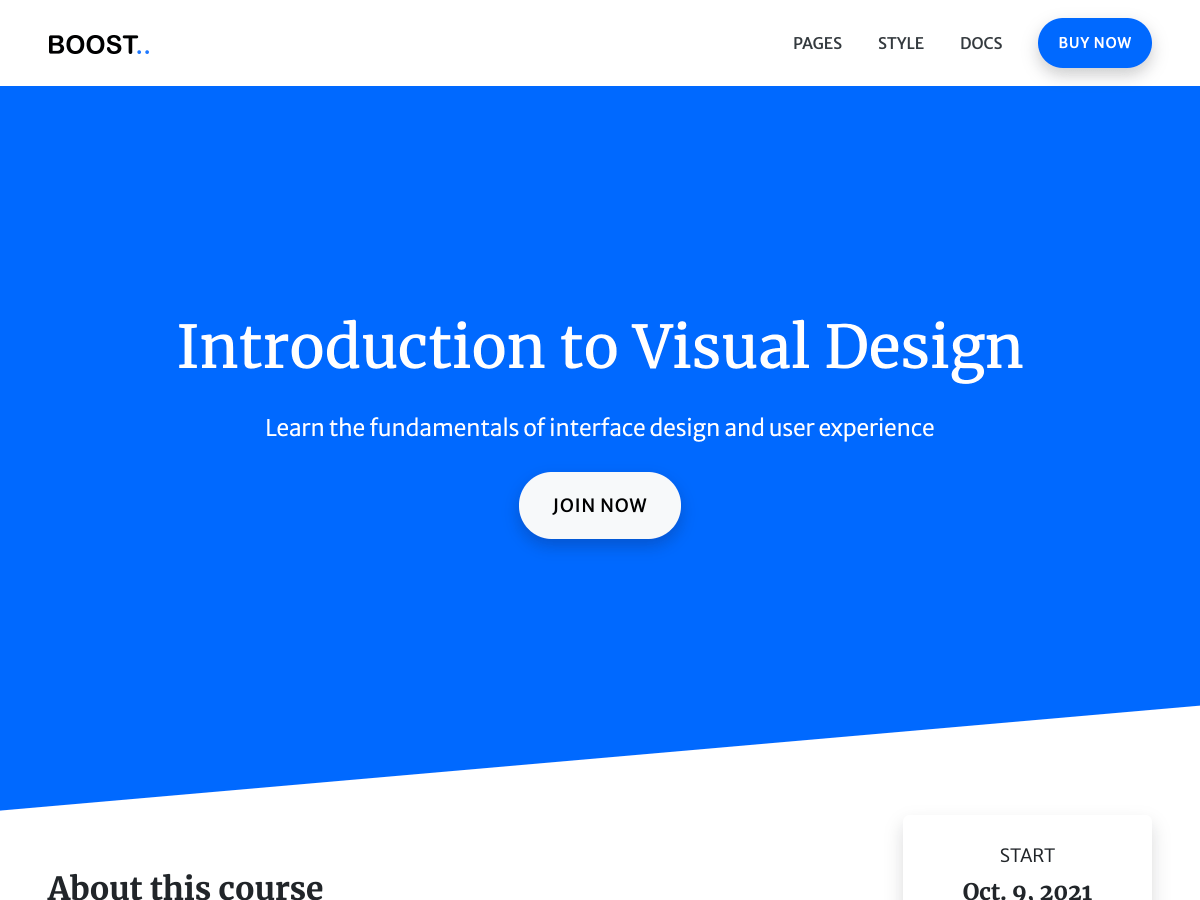 BOOST..
PAGES STYLE DOCS BUY NOW
Introduction to Visual Design
Learn the fundamentals of interface design and user experience
JOIN NOW
START
About this course
Oct. 9, 2021